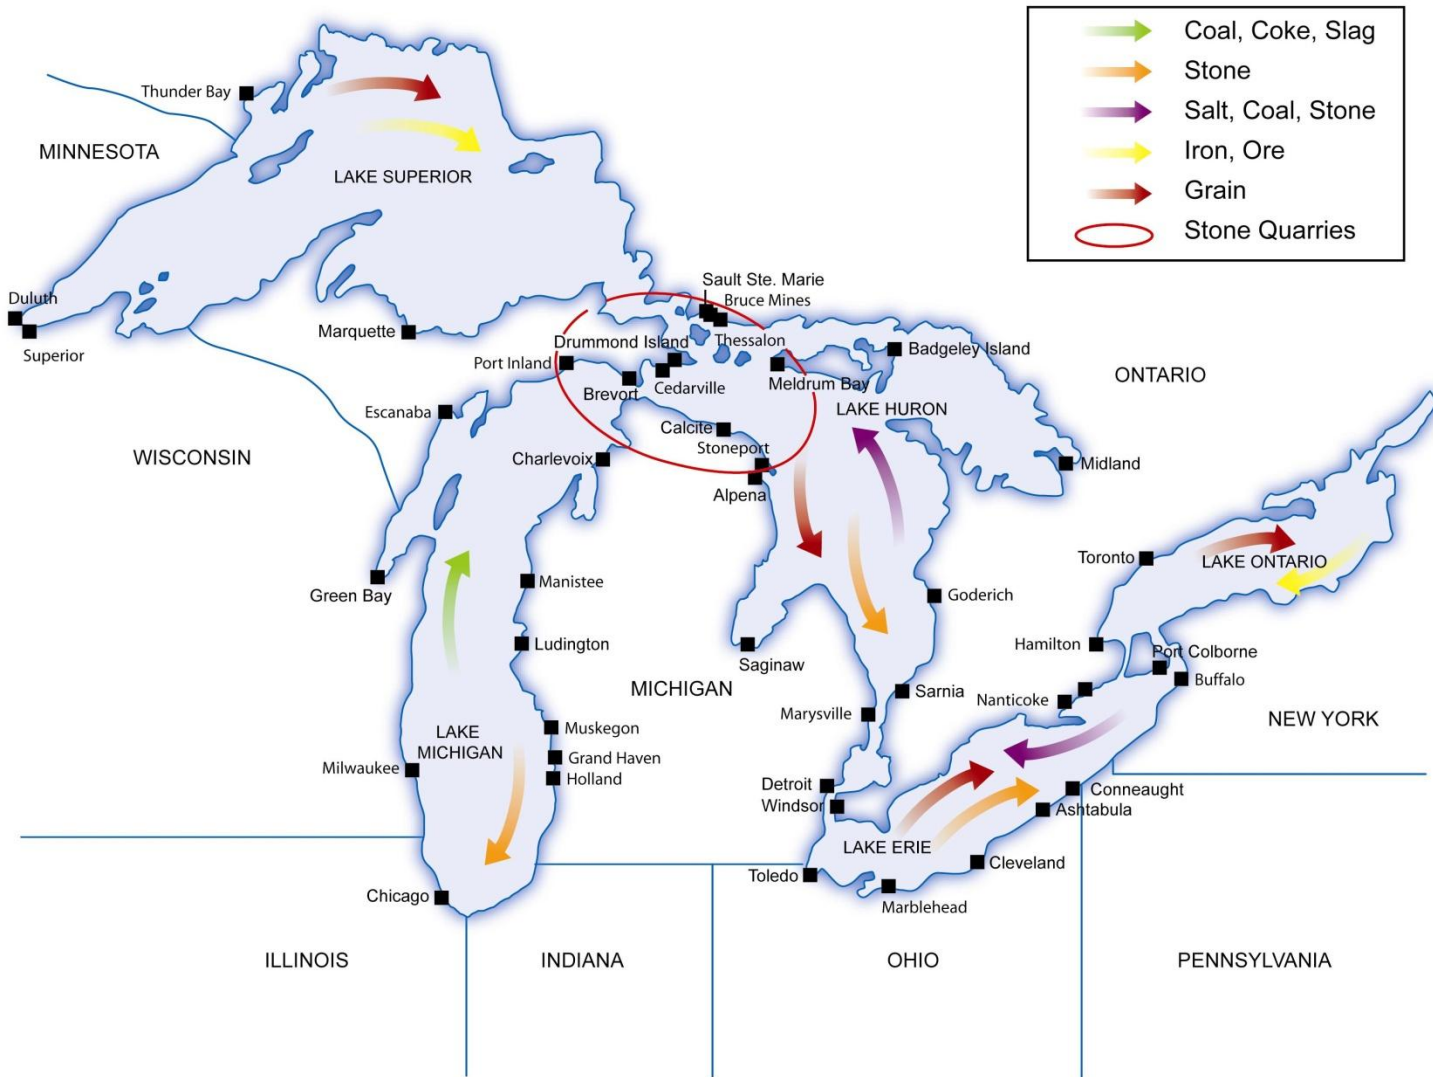 Coal, Coke, Slag
Stone
Salt, Coal, Stone
Iron, Ore
Grain
Stone Quarries
Thunder Bay
MINNESOTA
LAKE SUPERIOR
Duluth
Superior
Marquette
Sault Ste. Marie
Bruce Mines
Thessalon
Drummond Island
Port Inland
Cedarville
Brevort
Meldrum Bay
Badgeley Island
ONTARIO
Escanaba
LAKE HURON
Calcite
Stoneport
WISCONSIN
Charlevoix
Alpena
Midland
Toronto
LAKE ONTARIO
Green Bay
Manistee
Goderich
Ludington
Saginaw
Hamilton
Port Colborne
MICHIGAN
Sarnia
Nanticoke
Buffalo
Marysville
NEW YORK
LAKE
MICHIGAN
Muskegon
Grand Haven
Holland
Milwaukee
Detroit
Windsor
Conneaught
Ashtabula
LAKE ERIE
Cleveland
Toledo
Marblehead
Chicago
ILLINOIS
INDIANA
OHIO
PENNSYLVANIA